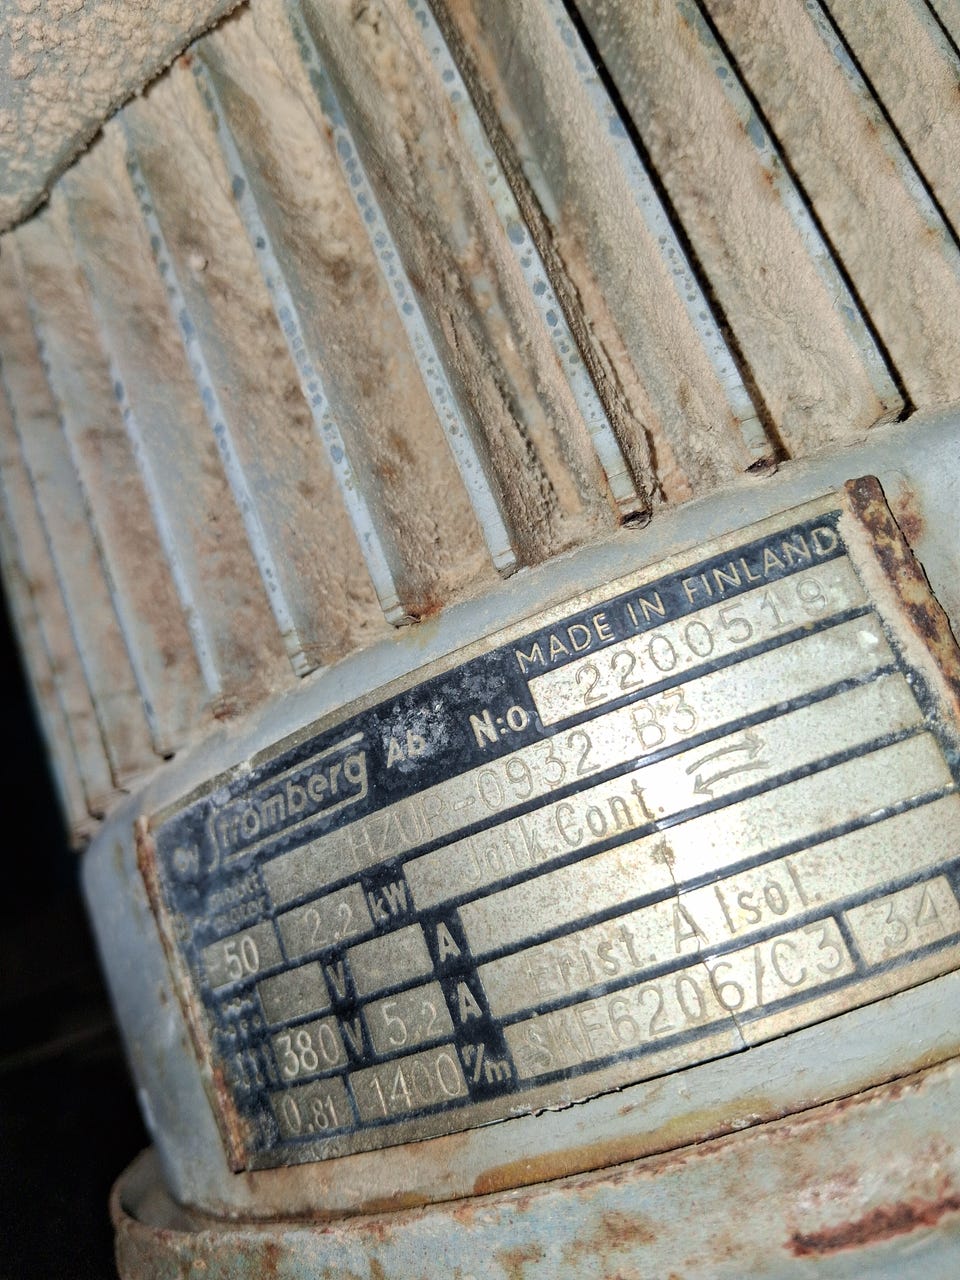 MADE IN FINLAND
Strömberg AB N:o 2200519
HZUR-0932 B3
50 2.2 kW Jatk.Cont.
V A
380 V 5.2 A Erist. A Isol.
0.81 1400 r/m SKF6206/C3 34